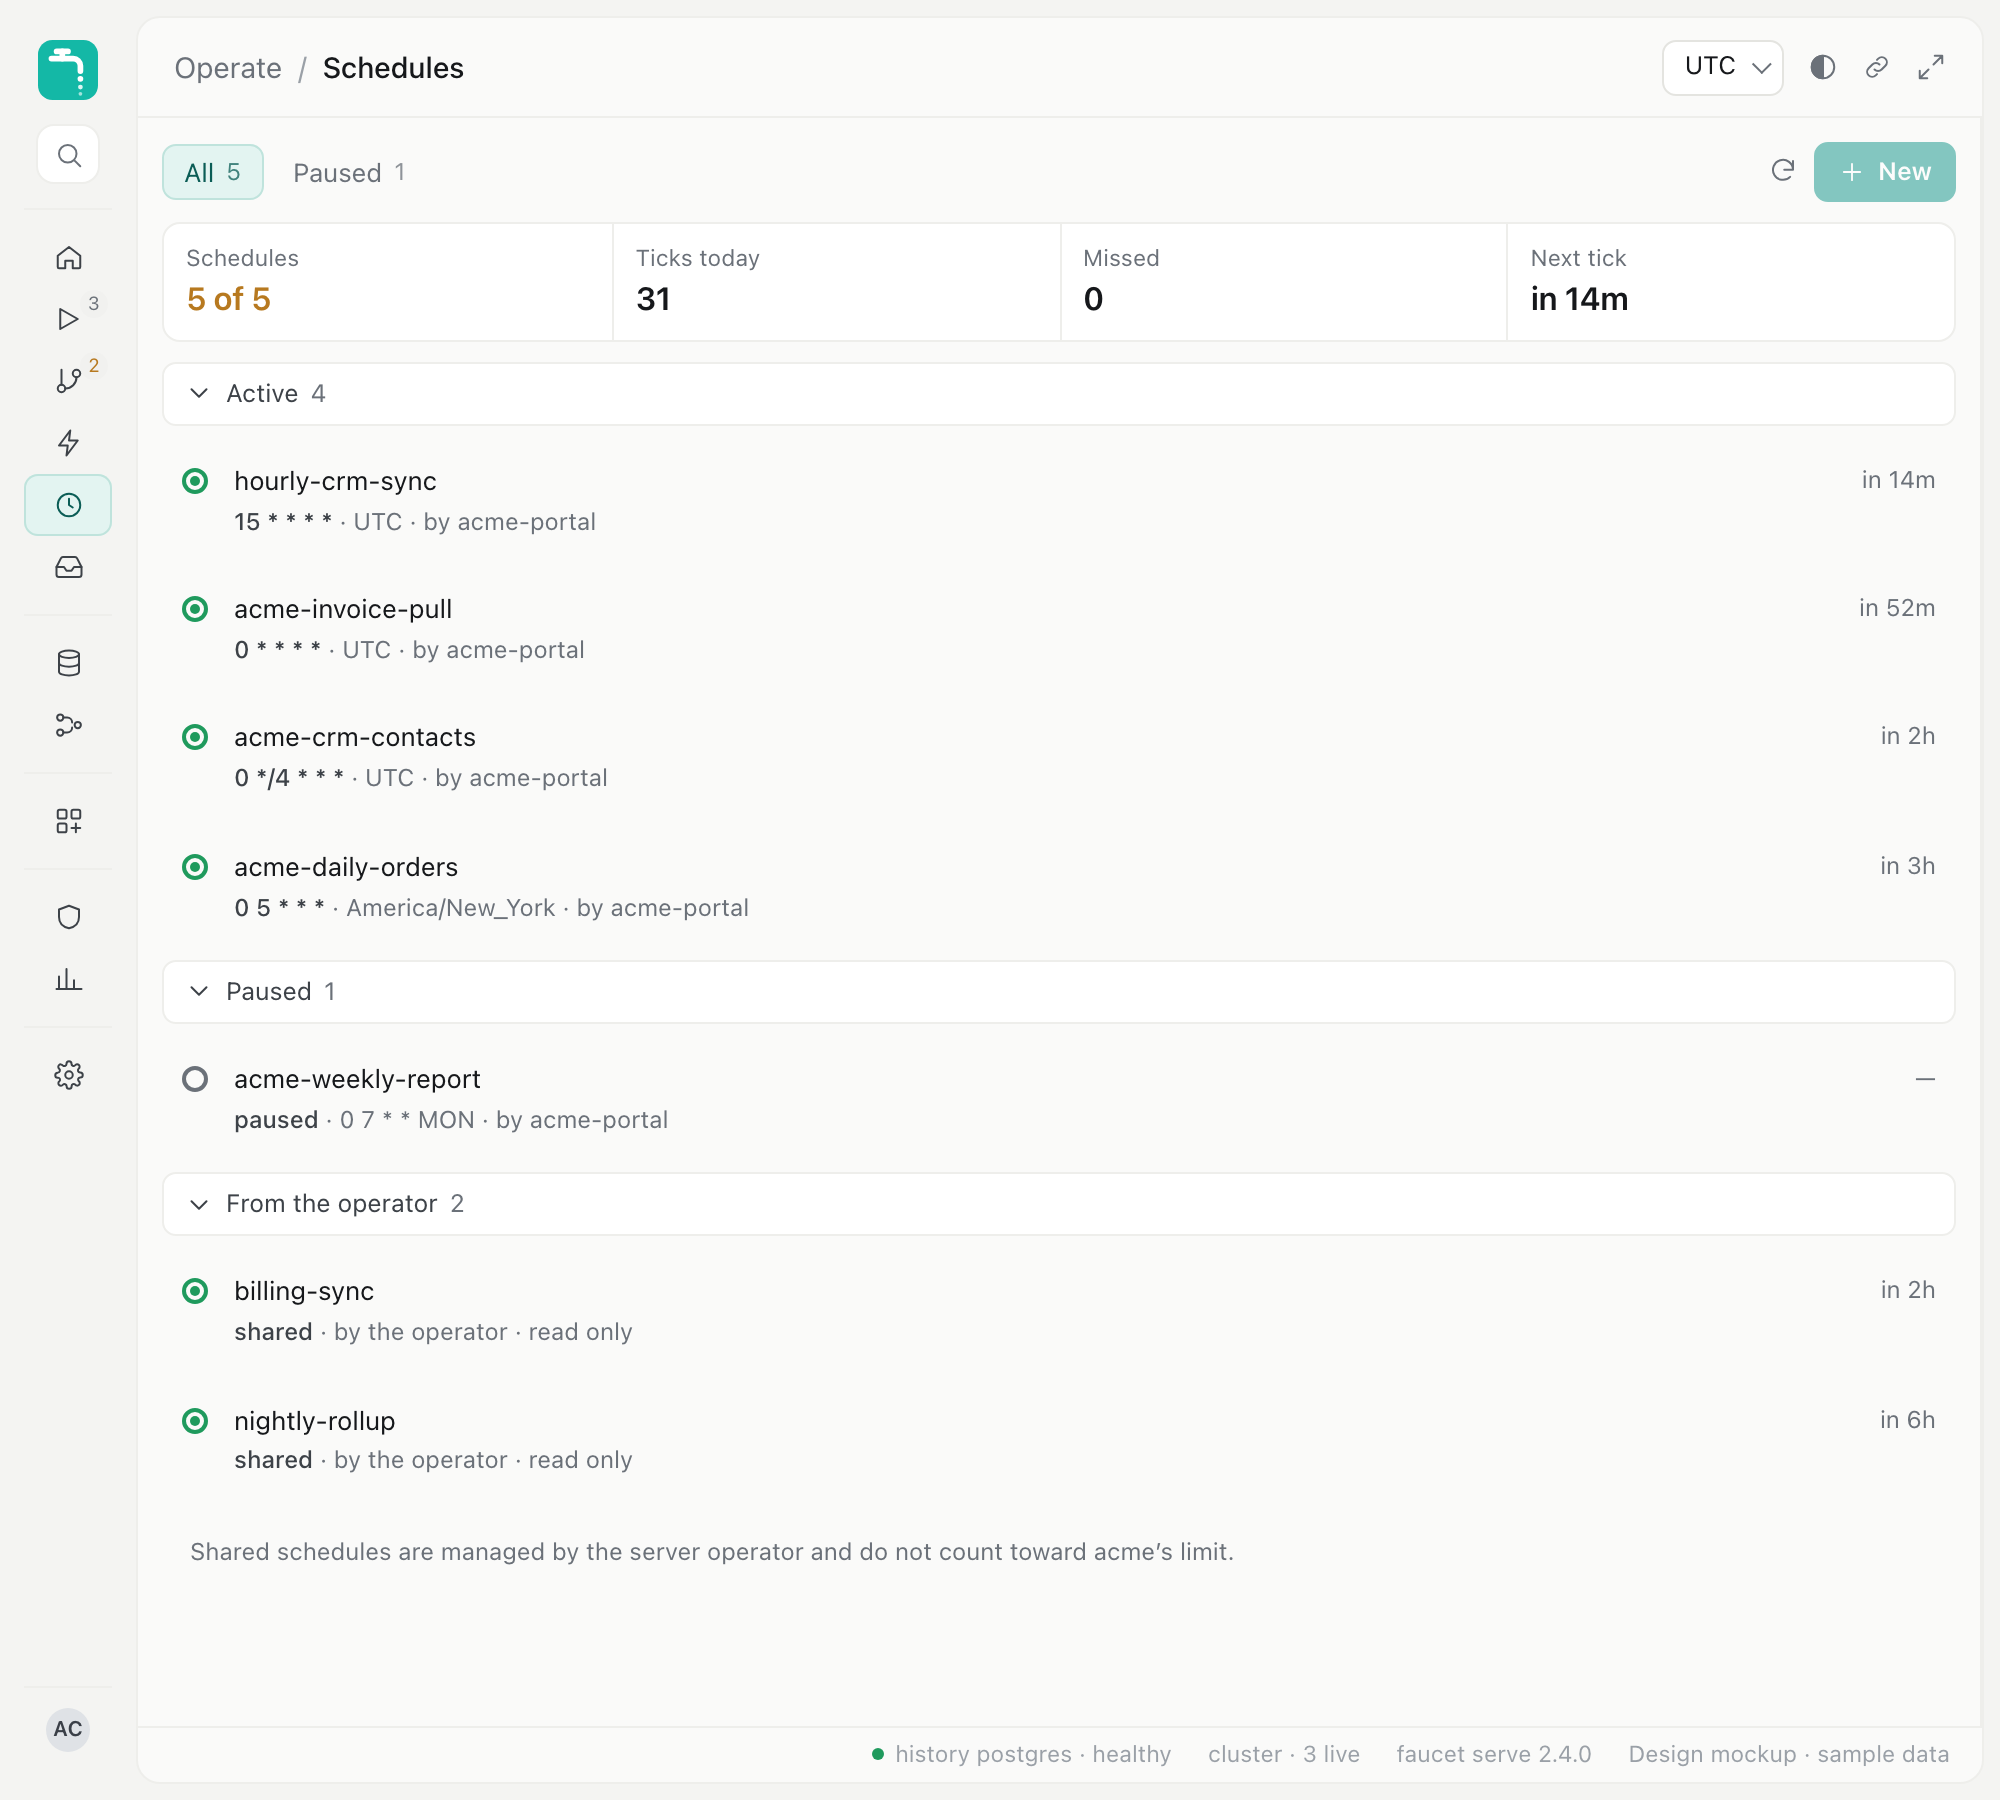 Operate / Schedules
UTC
All 5
Paused 1
+ New
Schedules
5 of 5
Ticks today
31
Missed
0
Next tick
in 14m
3
2
Active 4
hourly-crm-sync
in 14m
15 * * * * · UTC · by acme-portal
acme-invoice-pull
in 52m
0 * * * * · UTC · by acme-portal
acme-crm-contacts
in 2h
0 */4 * * * · UTC · by acme-portal
acme-daily-orders
in 3h
0 5 * * * · America/New_York · by acme-portal
Paused 1
acme-weekly-report
—
paused · 0 7 * * MON · by acme-portal
From the operator 2
billing-sync
in 2h
shared · by the operator · read only
nightly-rollup
in 6h
shared · by the operator · read only
Shared schedules are managed by the server operator and do not count toward acme’s limit.
AC
history postgres · healthy
cluster · 3 live
faucet serve 2.4.0
Design mockup · sample data